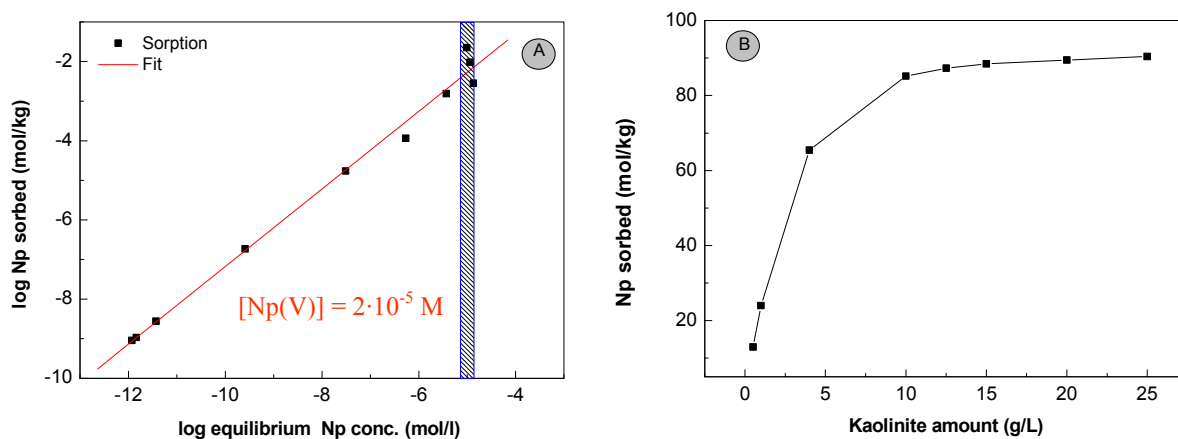 Sorption
Fit
A
log Np sorbed (mol/kg)
-2
-4
-6
-8
-10
[Np(V)] = 2·10⁻⁵ M
-12 -10 -8 -6 -4
log equilibrium Np conc. (mol/l)
B
Np sorbed (mol/kg)
100
80
60
40
20
0 5 10 15 20 25
Kaolinite amount (g/L)